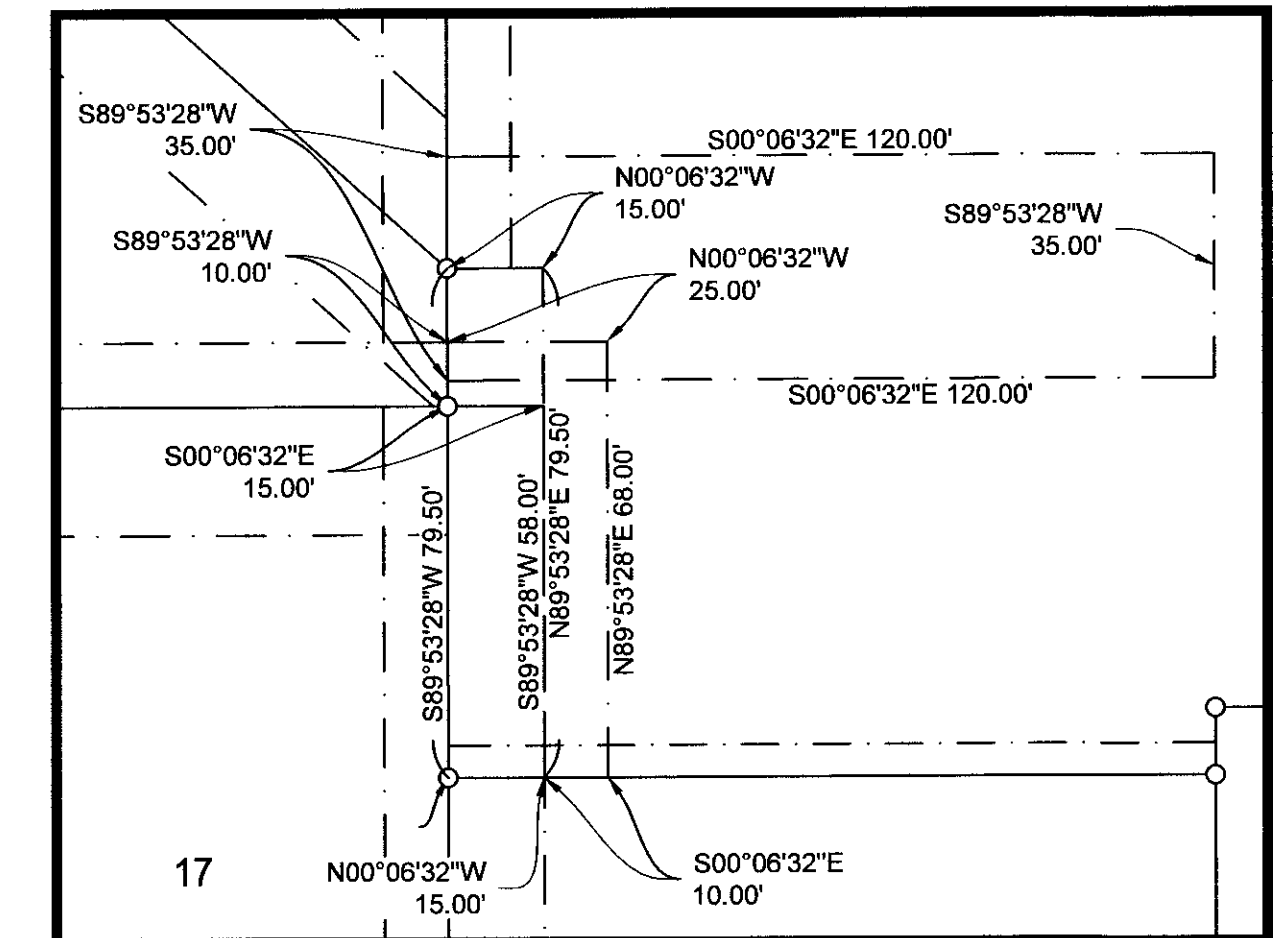 S89°53'28"W
35.00'
S00°06'32"E 120.00'
N00°06'32"W
15.00'
S89°53'28"W
35.00'
S89°53'28"W
10.00'
N00°06'32"W
25.00'
S00°06'32"E 120.00'
S00°06'32"E
15.00'
S89°53'28"W 79.50'
S89°53'28"W 58.00'
N89°53'28"E 79.50'
N89°53'28"E 68.00'
17
N00°06'32"W
15.00'
S00°06'32"E
10.00'